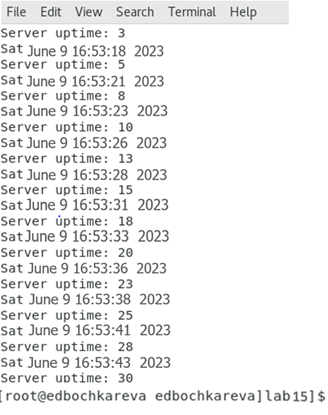 File Edit View Search Terminal Help
Server uptime: 3
Sat June 9 16:53:18 2023
Server uptime: 5
Sat June 9 16:53:21 2023
Server uptime: 8
Sat June 9 16:53:23 2023
Server uptime: 10
Sat June 9 16:53:26 2023
Server uptime: 13
Sat June 9 16:53:28 2023
Server uptime: 15
Sat June 9 16:53:31 2023
Server uptime: 18
Sat June 9 16:53:33 2023
Server uptime: 20
Sat June 9 16:53:36 2023
Server uptime: 23
Sat June 9 16:53:38 2023
Server uptime: 25
Sat June 9 16:53:41 2023
Server uptime: 28
Sat June 9 16:53:43 2023
Server uptime: 30
[root@edbochkareva edbochkareva]lab15]$